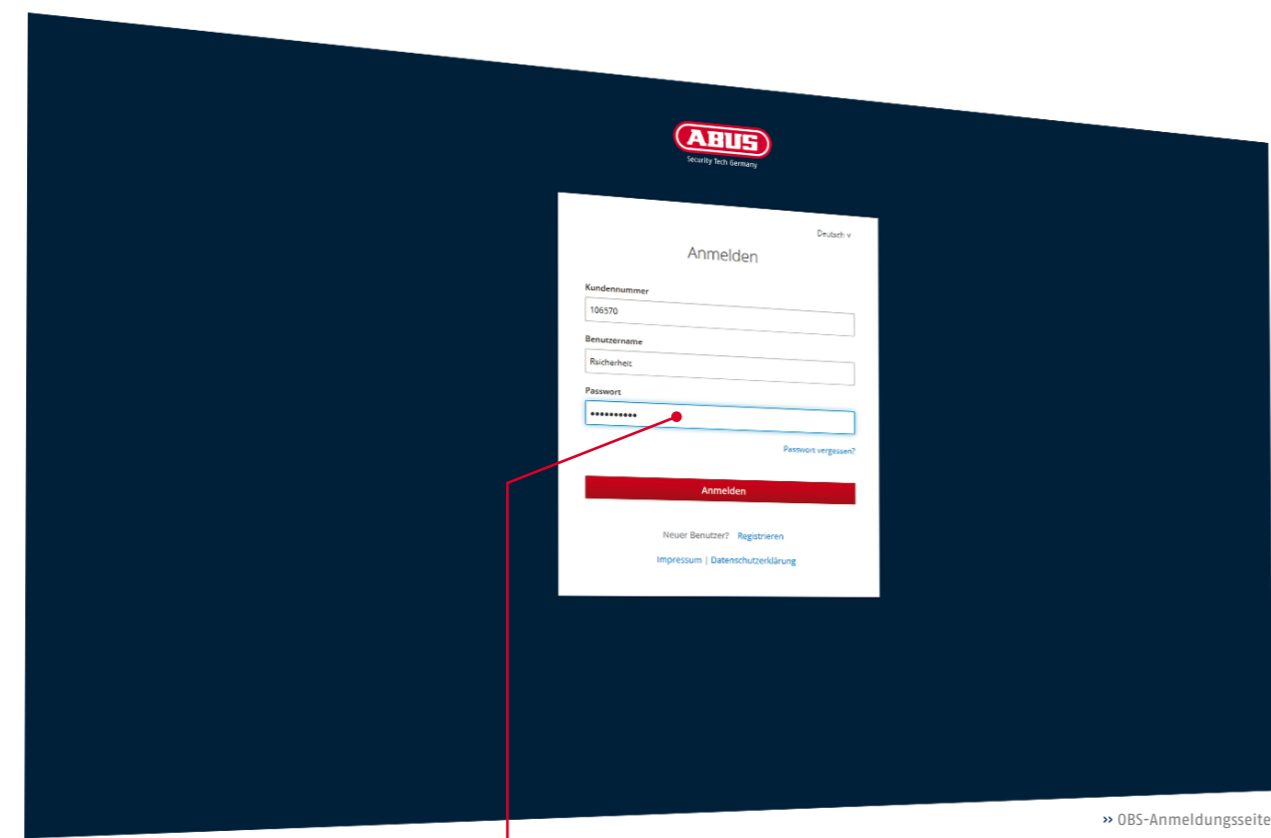 ABUS
Security Tech Germany
Deutsch v
Anmelden
Kundennummer
106570
Benutzername
Rsicherheit
Passwort
••••••••••
Passwort vergessen?
Anmelden
Neuer Benutzer? Registrieren
Impressum | Datenschutzerklärung
» OBS-Anmeldungsseite